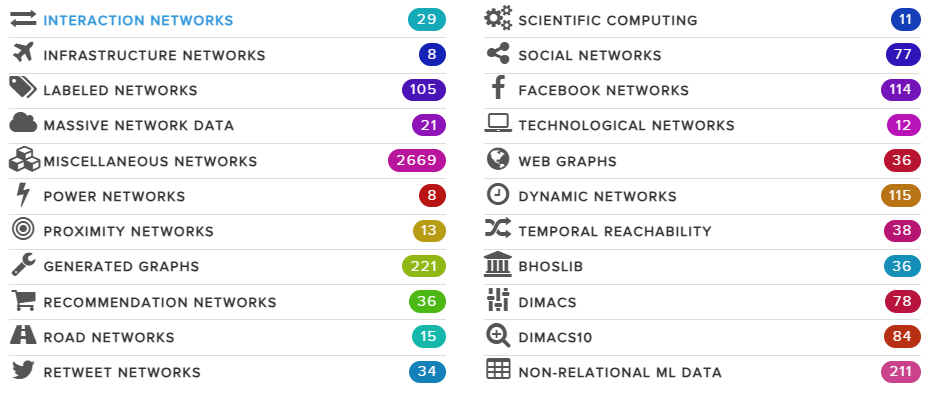 INTERACTION NETWORKS 29
INFRASTRUCTURE NETWORKS 8
LABELED NETWORKS 105
MASSIVE NETWORK DATA 21
MISCELLANEOUS NETWORKS 2669
POWER NETWORKS 8
PROXIMITY NETWORKS 13
GENERATED GRAPHS 221
RECOMMENDATION NETWORKS 36
ROAD NETWORKS 15
RETWEET NETWORKS 34
SCIENTIFIC COMPUTING 11
SOCIAL NETWORKS 77
FACEBOOK NETWORKS 114
TECHNOLOGICAL NETWORKS 12
WEB GRAPHS 36
DYNAMIC NETWORKS 115
TEMPORAL REACHABILITY 38
BHOSLIB 36
DIMACS 78
DIMACS10 84
NON-RELATIONAL ML DATA 211